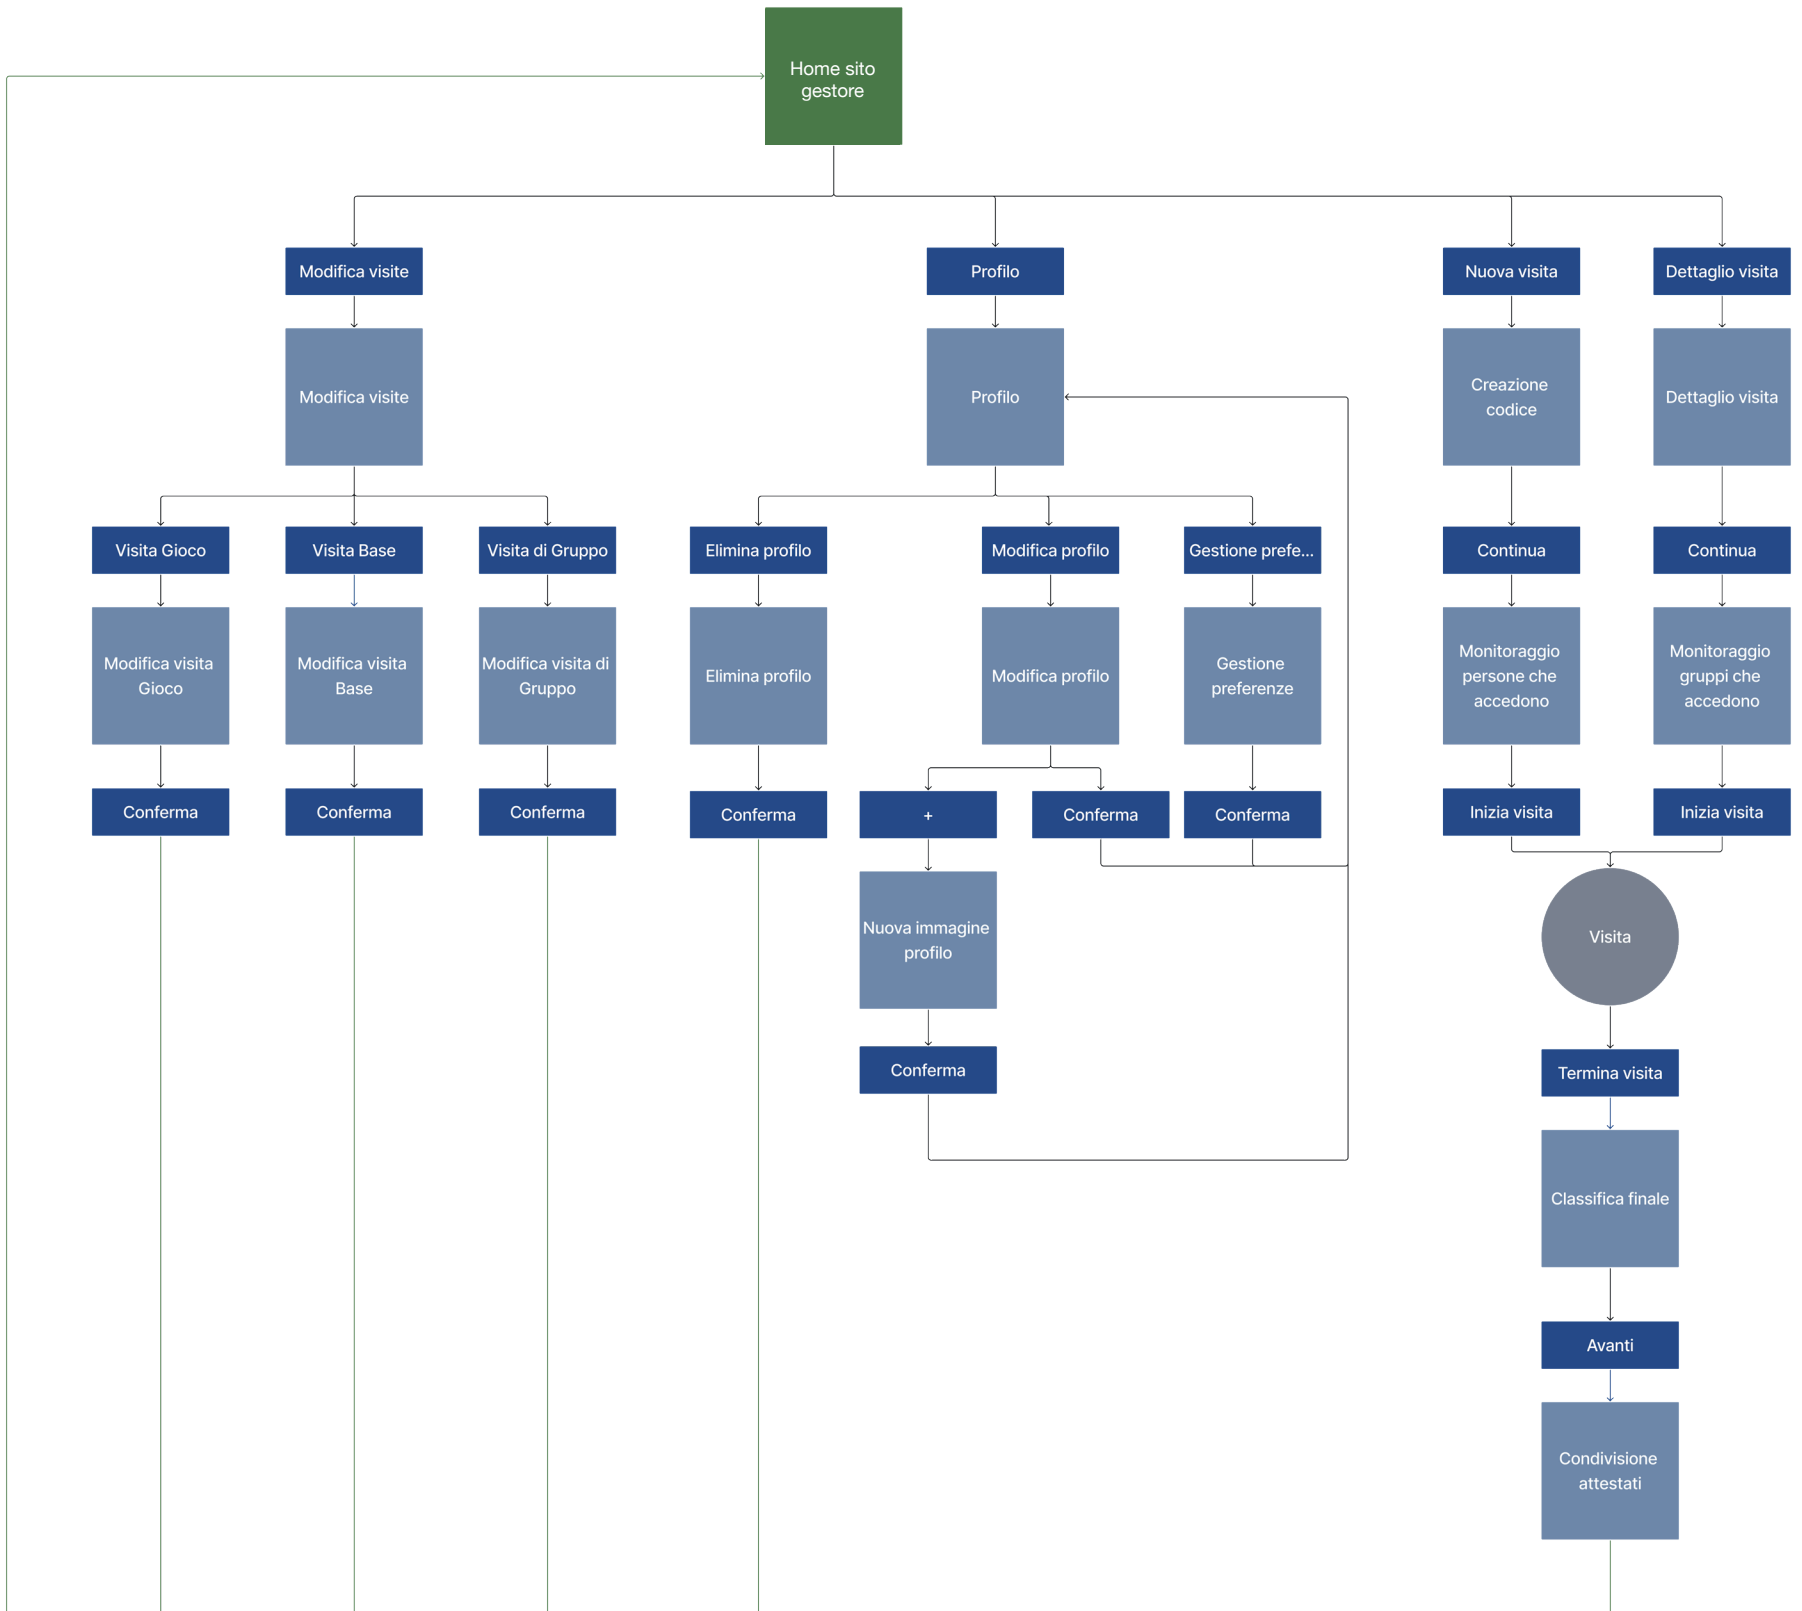 Home sito
gestore
Modifica visite
Profilo
Nuova visita
Dettaglio visita
Modifica visite
Profilo
Creazione
codice
Dettaglio visita
Visita Gioco
Visita Base
Visita di Gruppo
Elimina profilo
Modifica profilo
Gestione prefe...
Continua
Continua
Modifica visita
Gioco
Modifica visita
Base
Modifica visita di
Gruppo
Elimina profilo
Modifica profilo
Gestione
preferenze
Monitoraggio
persone che
accedono
Monitoraggio
gruppi che
accedono
Conferma
Conferma
Conferma
Conferma
+
Conferma
Conferma
Inizia visita
Inizia visita
Nuova immagine
profilo
Visita
Conferma
Termina visita
Classifica finale
Avanti
Condivisione
attestati